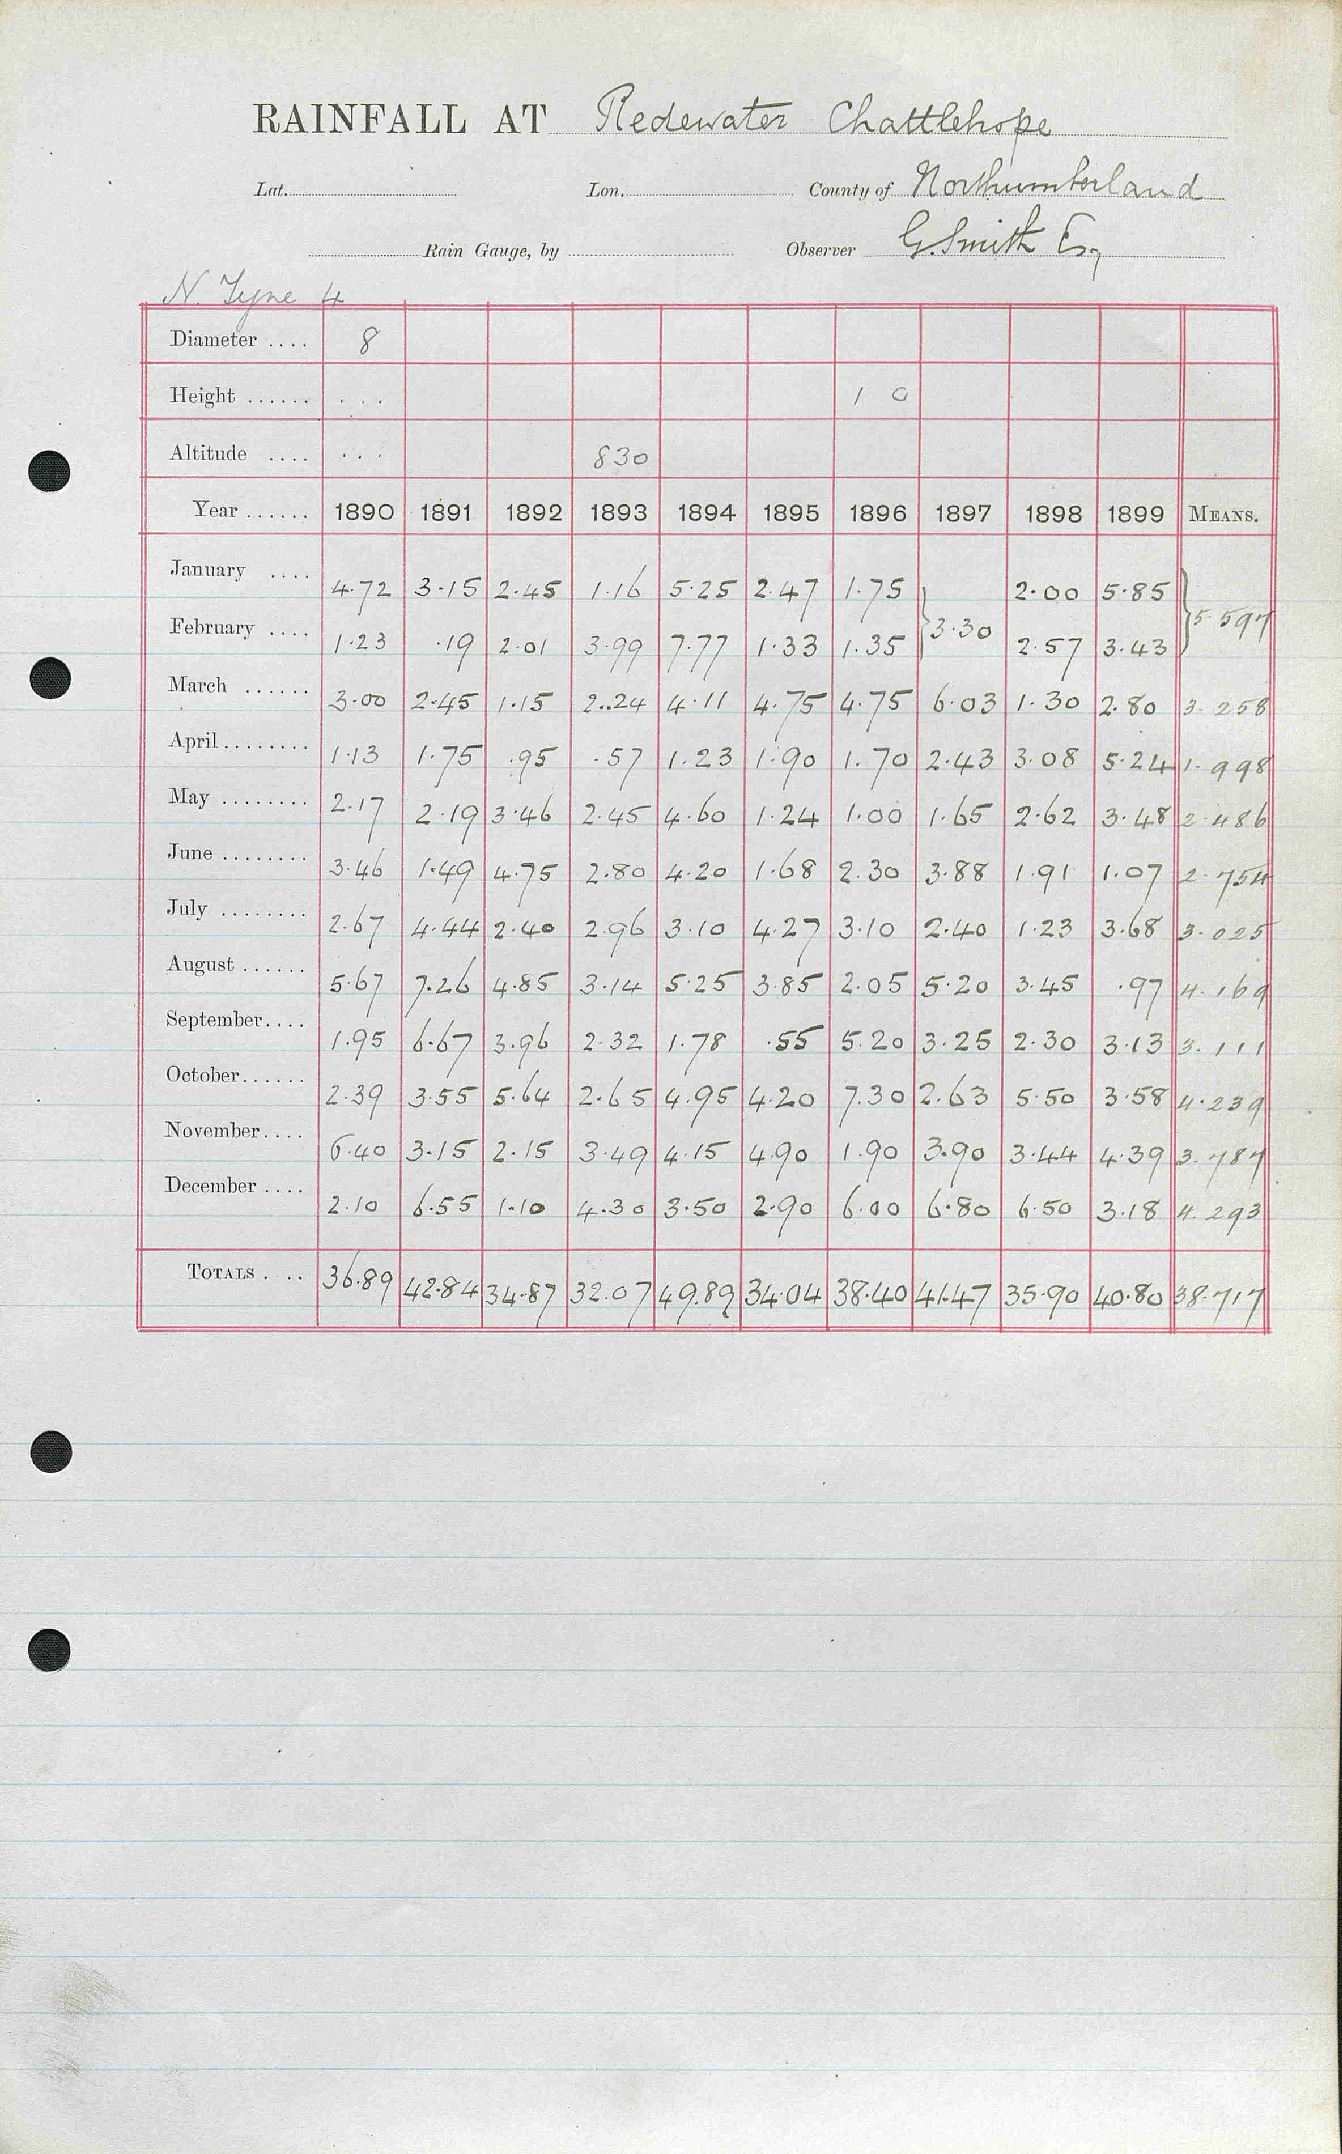 RAINFALL AT Redewater Chattlehope
Lat. Lon. County of Northumberland
Rain Gauge, by Observer G. Smith Esq
N. Tyne 4
Diameter .... 8
Height ...... . . . 1 0
Altitude .... . . . 830
Year ...... 1890 1891 1892 1893 1894 1895 1896 1897 1898 1899 MEANS.
January .... 4.72 3.15 2.45 1.16 5.25 2.47 1.75 2.00 5.85
February .... 1.23 .19 2.01 3.99 7.77 1.33 1.35 } 3.30 2.57 3.43 } 5.597
March ...... 3.00 2.45 1.15 2.24 4.11 4.75 4.75 6.03 1.30 2.80 3.258
April ........ 1.13 1.75 .95 .57 1.23 1.90 1.70 2.43 3.08 5.24 1.998
May ........ 2.17 2.19 3.46 2.45 4.60 1.24 1.00 1.65 2.62 3.48 2.486
June ........ 3.46 1.49 4.75 2.80 4.20 1.68 2.30 3.88 1.91 1.07 2.754
July ........ 2.67 4.44 2.40 2.96 3.10 4.27 3.10 2.40 1.23 3.68 3.025
August ...... 5.67 7.26 4.85 3.14 5.25 3.85 2.05 5.20 3.45 .97 4.169
September .... 1.95 6.67 3.96 2.32 1.78 .55 5.20 3.25 2.30 3.13 3.111
October ...... 2.39 3.55 5.64 2.65 4.95 4.20 7.30 2.63 5.50 3.58 4.239
November .... 6.40 3.15 2.15 3.49 4.15 4.90 1.90 3.90 3.44 4.39 3.787
December .... 2.10 6.55 1.10 4.30 3.50 2.90 6.00 6.80 6.50 3.18 4.293
TOTALS . .. 36.89 42.84 34.87 32.07 49.89 34.04 38.40 41.47 35.90 40.80 38.717